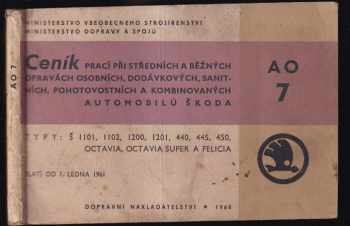 MINISTERSTVO VŠEOBECNÉHO STROJÍRENSTVÍ
MINISTERSTVO DOPRAVY A SPOJŮ
Ceník PRACÍ PŘI STŘEDNÍCH A BĚŽNÝCH
OPRAVÁCH OSOBNÍCH, DODÁVKOVÝCH, SANIT-
NÍCH, POHOTOVOSTNÍCH A KOMBINOVANÝCH
AUTOMOBILŮ ŠKODA
AO
7
TYPY: Š 1101, 1102, 1200, 1201, 440, 445, 450,
OCTAVIA, OCTAVIA SUPER A FELICIA
PLATÍ OD 1. LEDNA 1961
DOPRAVNÍ NAKLADATELSTVÍ * 1960
AO 7